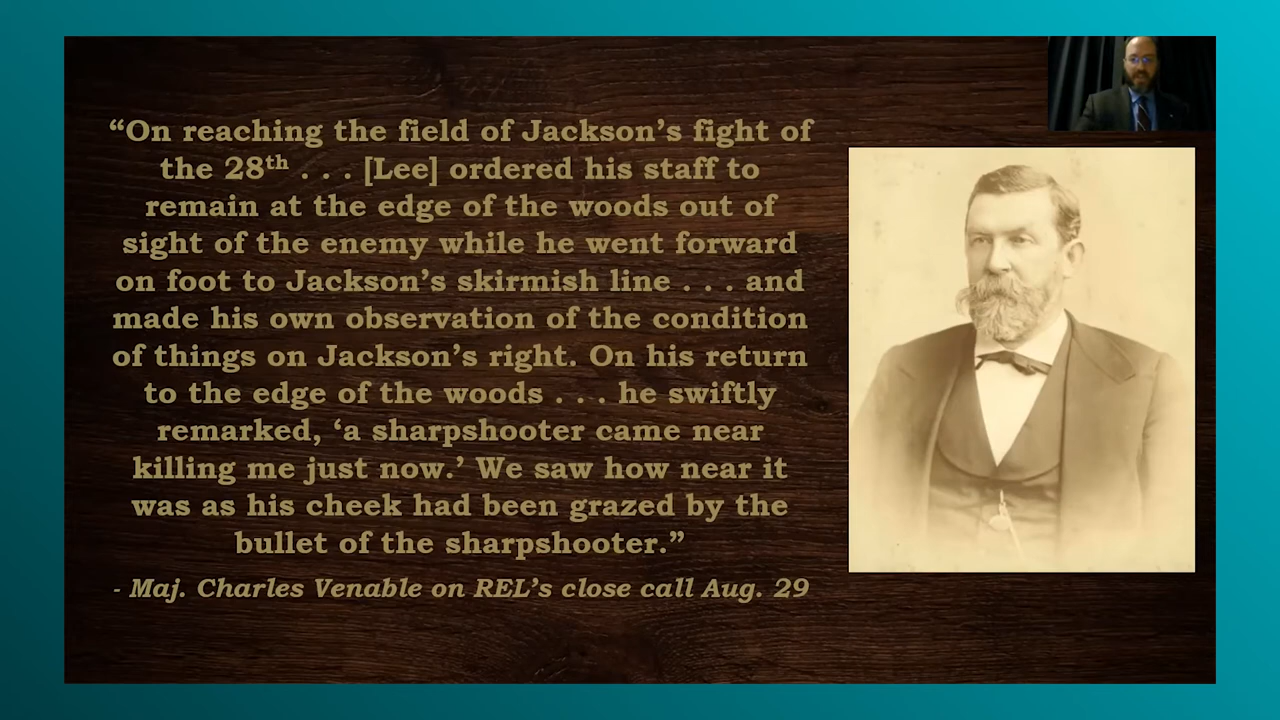 “On reaching the field of Jackson’s fight of
the 28th . . . [Lee] ordered his staff to
remain at the edge of the woods out of
sight of the enemy while he went forward
on foot to Jackson’s skirmish line . . . and
made his own observation of the condition
of things on Jackson’s right. On his return
to the edge of the woods . . . he swiftly
remarked, ‘a sharpshooter came near
killing me just now.’ We saw how near it
was as his cheek had been grazed by the
bullet of the sharpshooter.”
- Maj. Charles Venable on REL’s close call Aug. 29